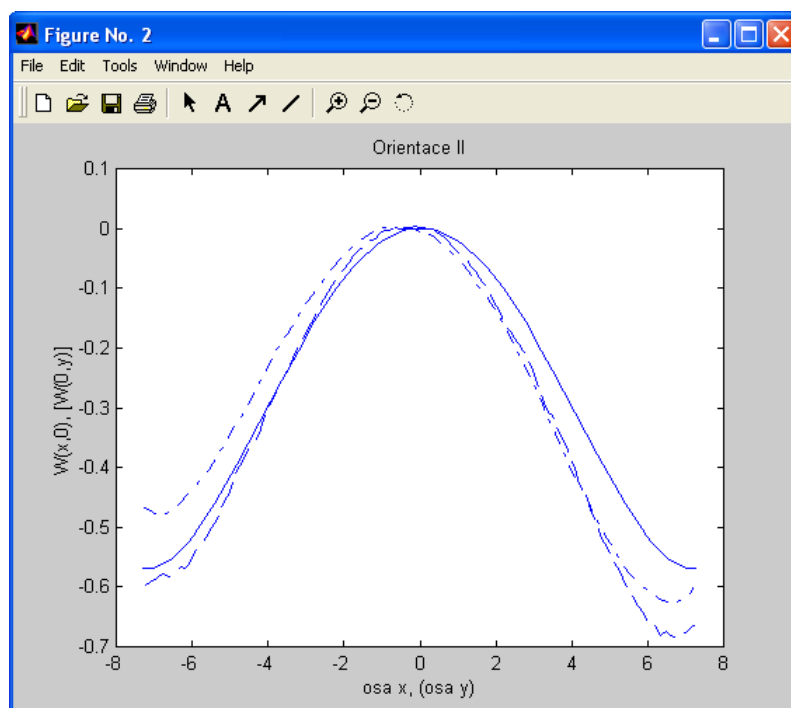 Figure No. 2
File Edit Tools Window Help
A
Orientace II
0.1
0
-0.1
-0.2
-0.3
-0.4
-0.5
-0.6
-0.7
W(x,0), [W(0,y)]
-8 -6 -4 -2 0 2 4 6 8
osa x, (osa y)